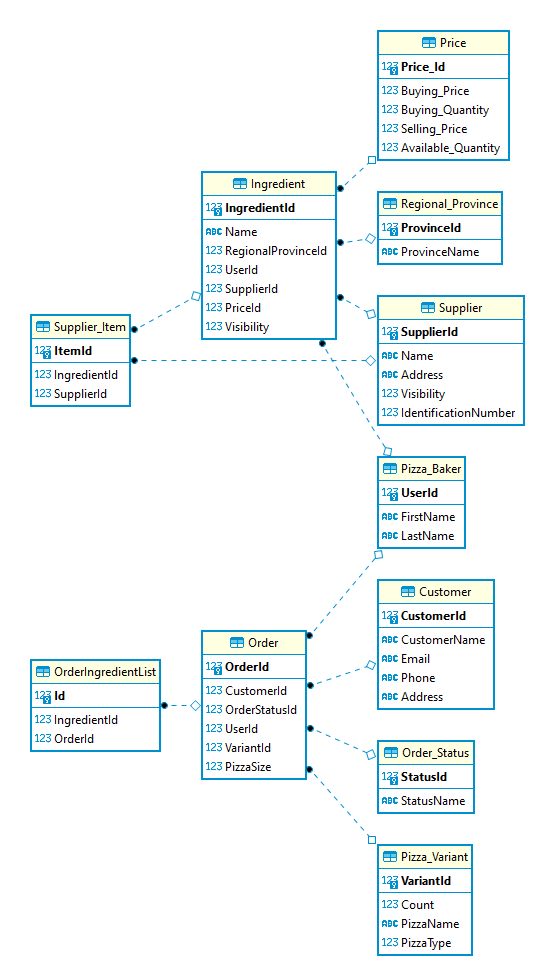 Price
123 Price_Id
123 Buying_Price
123 Buying_Quantity
123 Selling_Price
123 Available_Quantity
Ingredient
123 IngredientId
ABC Name
123 RegionalProvinceId
123 UserId
123 SupplierId
123 PriceId
123 Visibility
Regional_Province
123 ProvinceId
ABC ProvinceName
Supplier
123 SupplierId
ABC Name
ABC Address
123 Visibility
123 IdentificationNumber
Supplier_Item
123 ItemId
123 IngredientId
123 SupplierId
Pizza_Baker
123 UserId
ABC FirstName
ABC LastName
Customer
123 CustomerId
ABC CustomerName
ABC Email
ABC Phone
ABC Address
Order
123 OrderId
123 CustomerId
123 OrderStatusId
123 UserId
123 VariantId
123 PizzaSize
OrderIngredientList
123 Id
123 IngredientId
123 OrderId
Order_Status
123 StatusId
ABC StatusName
Pizza_Variant
123 VariantId
123 Count
ABC PizzaName
123 PizzaType